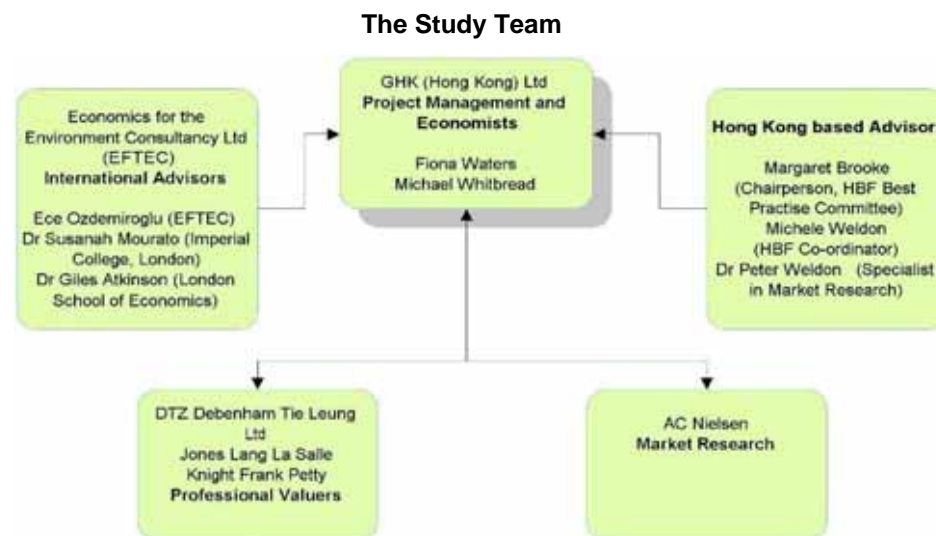 The Study Team
Economics for the
Environment Consultancy Ltd
(EFTEC)
International Advisors
Ece Ozdemiroglu (EFTEC)
Dr Susanah Mourato (Imperial
College, London)
Dr Giles Atkinson (London
School of Economics)
GHK (Hong Kong) Ltd
Project Management and
Economists
Fiona Waters
Michael Whitbread
Hong Kong based Advisor
Margaret Brooke
(Chairperson, HBF Best
Practise Committee)
Michele Weldon
(HBF Co-ordinator)
Dr Peter Weldon (Specialist
in Market Research)
DTZ Debenham Tie Leung
Ltd
Jones Lang La Salle
Knight Frank Petty
Professional Valuers
AC Nielsen
Market Research